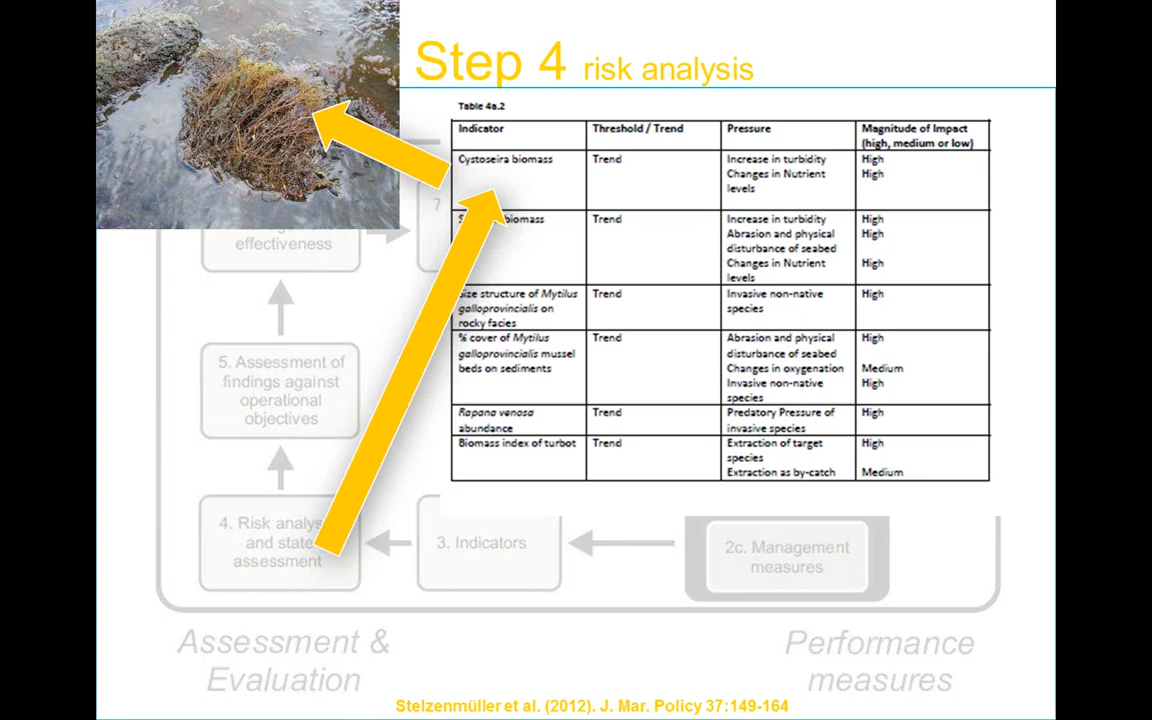 Step 4 risk analysis
Table 4a.2
Indicator Threshold / Trend Pressure Magnitude of Impact
(high, medium or low)
Cystoseira biomass Trend Increase in turbidity High
Changes in Nutrient High
levels
biomass Trend Increase in turbidity High
Abrasion and physical High
disturbance of seabed
Changes in Nutrient High
levels
Size structure of Mytilus Trend Invasive non-native High
galloprovincialis on species
rocky facies
% cover of Mytilus Trend Abrasion and physical High
galloprovincialis mussel disturbance of seabed
beds on sediments Changes in oxygenation Medium
Invasive non-native High
species
Rapana venosa Trend Predatory Pressure of High
abundance invasive species
Biomass index of turbot Trend Extraction of target High
species
Extraction as by-catch Medium
7
effectiveness
5. Assessment of
findings against
operational
objectives
4. Risk analysis
and state
assessment
3. Indicators
2c. Management
measures
Assessment &
Evaluation
Performance
measures
Stelzenmüller et al. (2012). J. Mar. Policy 37:149-164